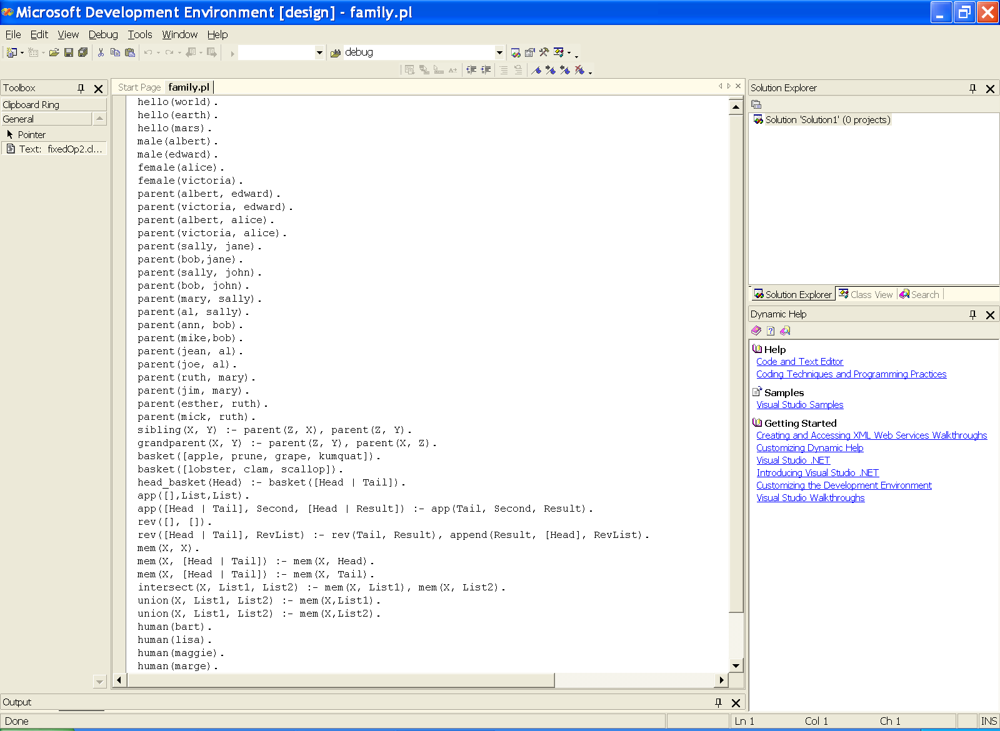 Microsoft Development Environment [design] - family.pl
File Edit View Debug Tools Window Help
debug
Toolbox
Clipboard Ring
General
Pointer
Text: fixedOp2.cl...
Start Page family.pl
hello(world).
hello(earth).
hello(mars).
male(albert).
male(edward).
female(alice).
female(victoria).
parent(albert, edward).
parent(victoria, edward).
parent(albert, alice).
parent(victoria, alice).
parent(sally, jane).
parent(bob,jane).
parent(sally, john).
parent(bob, john).
parent(mary, sally).
parent(al, sally).
parent(ann, bob).
parent(mike,bob).
parent(jean, al).
parent(joe, al).
parent(ruth, mary).
parent(jim, mary).
parent(esther, ruth).
parent(mick, ruth).
sibling(X, Y) :- parent(Z, X), parent(Z, Y).
grandparent(X, Y) :- parent(Z, Y), parent(X, Z).
basket([apple, prune, grape, kumquat]).
basket([lobster, clam, scallop]).
head_basket(Head) :- basket([Head | Tail]).
app([],List,List).
app([Head | Tail], Second, [Head | Result]) :- app(Tail, Second, Result).
rev([], []).
rev([Head | Tail], RevList) :- rev(Tail, Result), append(Result, [Head], RevList).
mem(X, X).
mem(X, [Head | Tail]) :- mem(X, Head).
mem(X, [Head | Tail]) :- mem(X, Tail).
intersect(X, List1, List2) :- mem(X, List1), mem(X, List2).
union(X, List1, List2) :- mem(X,List1).
union(X, List1, List2) :- mem(X,List2).
human(bart).
human(lisa).
human(maggie).
human(marge).
Solution Explorer
Solution 'Solution1' (0 projects)
Solution Explorer Class View Search
Dynamic Help
Help
Code and Text Editor
Coding Techniques and Programming Practices
Samples
Visual Studio Samples
Getting Started
Creating and Accessing XML Web Services Walkthroughs
Customizing Dynamic Help
Visual Studio .NET
Introducing Visual Studio .NET
Customizing the Development Environment
Visual Studio Walkthroughs
Output
Done
Ln 1 Col 1 Ch 1 INS